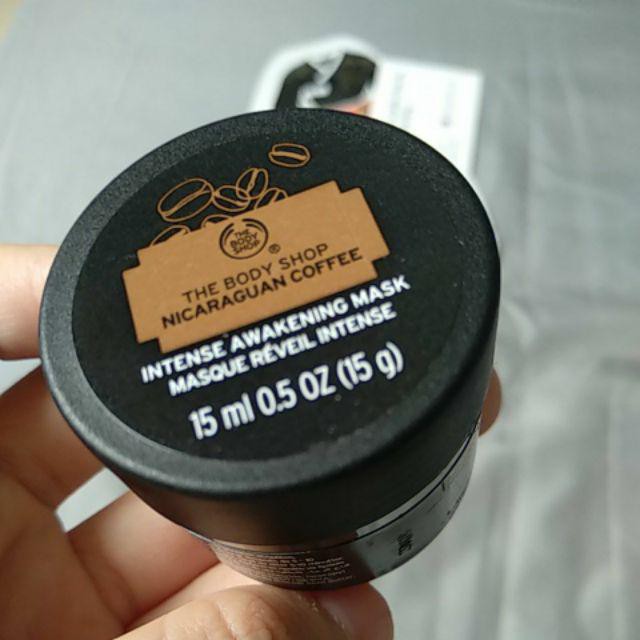 THE
BODY
SHOP
®
THE BODY SHOP
NICARAGUAN COFFEE
INTENSE AWAKENING MASK
MASQUE RÉVEIL INTENSE
15 ml 0.5 OZ (15 g)